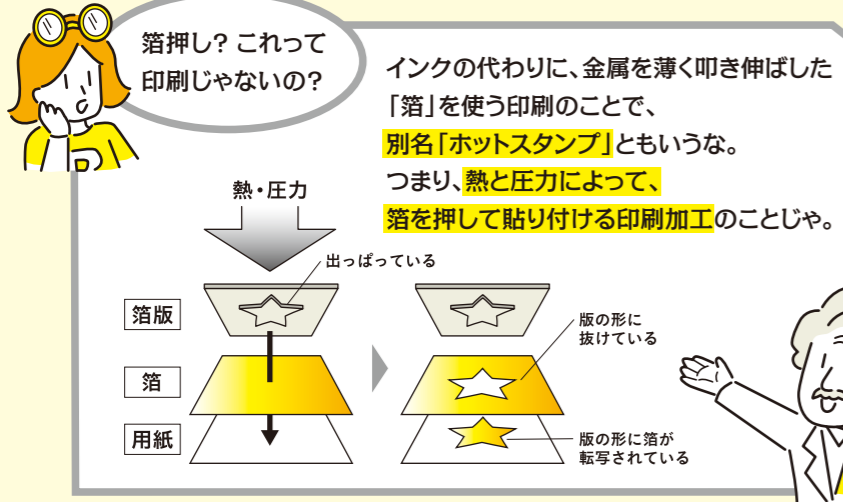 箔押し? これって
印刷じゃないの?
インクの代わりに、金属を薄く叩き伸ばした
「箔」を使う印刷のことで、
別名「ホットスタンプ」ともいうな。
つまり、熱と圧力によって、
箔を押して貼り付ける印刷加工のことじゃ。
熱・圧力
出っぱっている
箔版
箔
用紙
版の形に
抜けている
版の形に箔が
転写されている